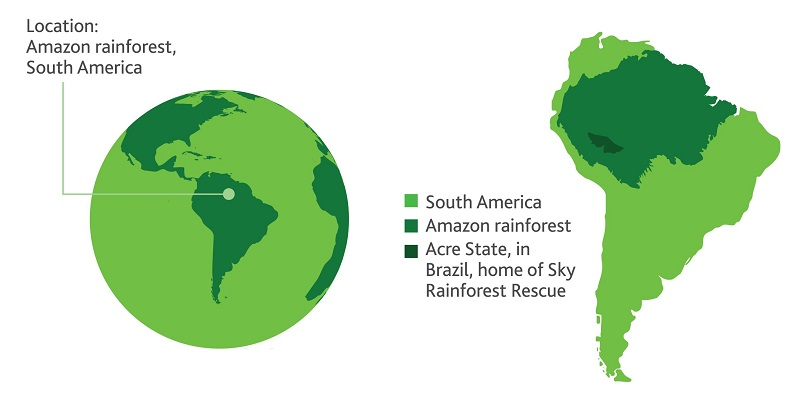 Location:
Amazon rainforest,
South America
South America
Amazon rainforest
Acre State, in
Brazil, home of Sky
Rainforest Rescue